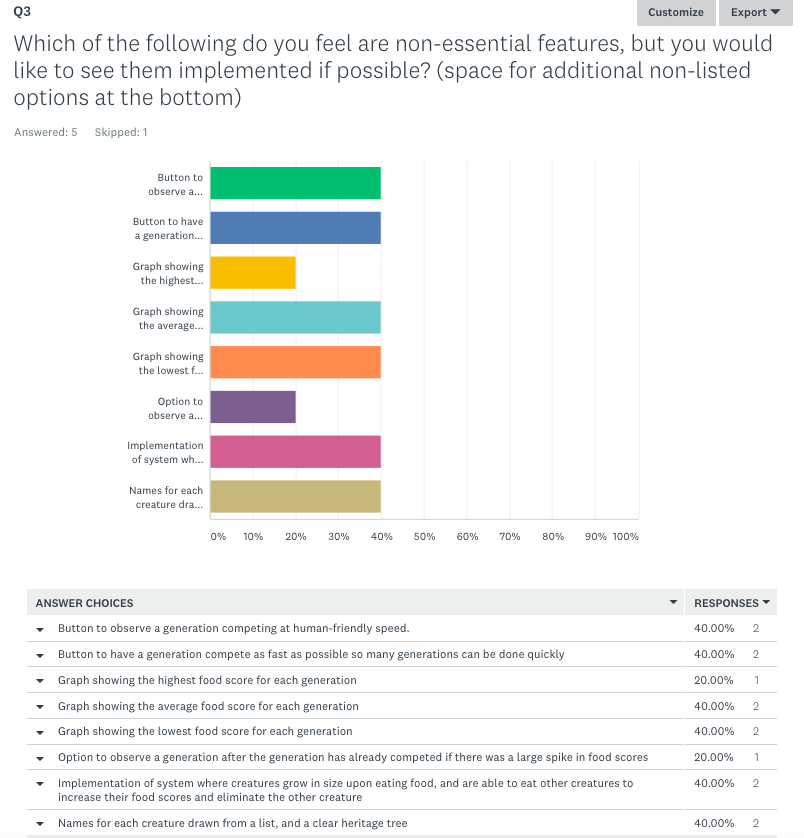 Q3
Customize
Export
Which of the following do you feel are non-essential features, but you would
like to see them implemented if possible? (space for additional non-listed
options at the bottom)
Answered: 5 Skipped: 1
Button to
observe a...
Button to have
a generation...
Graph showing
the highest...
Graph showing
the average...
Graph showing
the lowest f...
Option to
observe a...
Implementation
of system wh...
Names for each
creature dra...
0% 10% 20% 30% 40% 50% 60% 70% 80% 90% 100%
ANSWER CHOICES RESPONSES
Button to observe a generation competing at human-friendly speed. 40.00% 2
Button to have a generation compete as fast as possible so many generations can be done quickly 40.00% 2
Graph showing the highest food score for each generation 20.00% 1
Graph showing the average food score for each generation 40.00% 2
Graph showing the lowest food score for each generation 40.00% 2
Option to observe a generation after the generation has already competed if there was a large spike in food scores 20.00% 1
Implementation of system where creatures grow in size upon eating food, and are able to eat other creatures to 40.00% 2
increase their food scores and eliminate the other creature
Names for each creature drawn from a list, and a clear heritage tree 40.00% 2